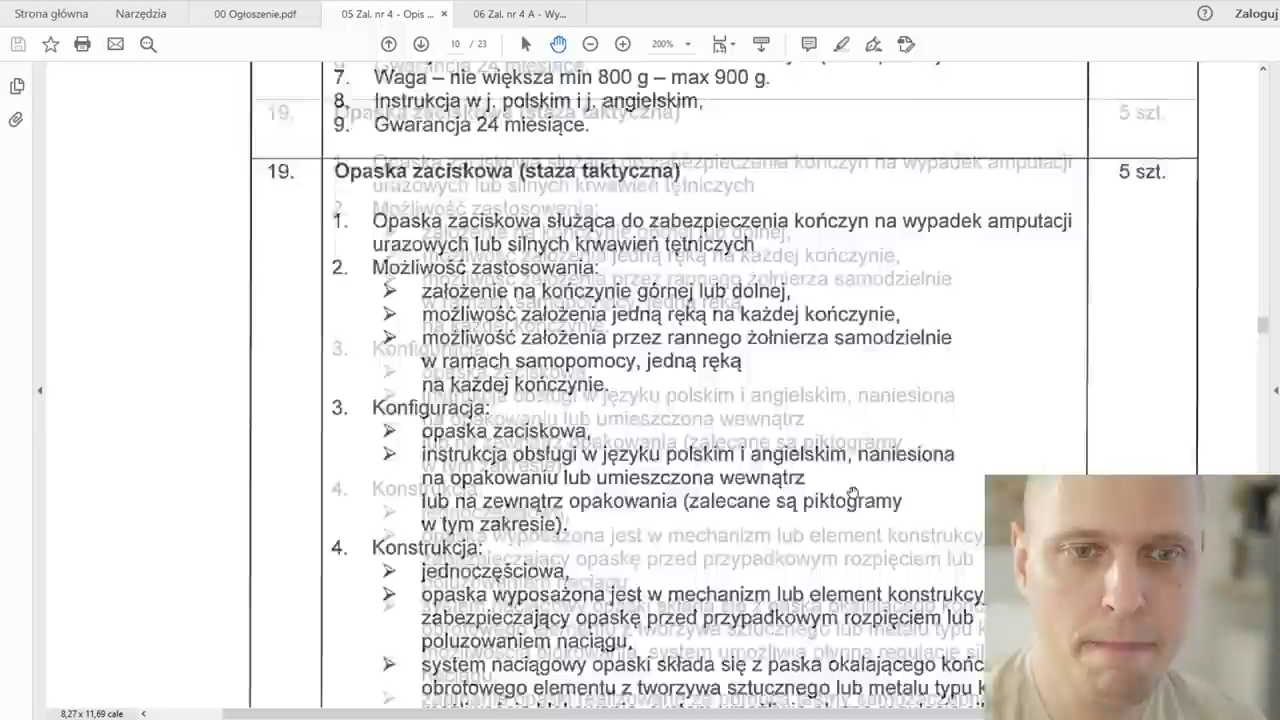 Strona główna Narzędzia 00 Ogłoszenie.pdf 05 Zal. nr 4 - Opis ... × 06 Zal. nr 4 A - Wy... Zaloguj
10 / 23 200%
7. Waga – nie większa min 800 g – max 900 g.
8. Instrukcja w j. polskim i j. angielskim,
9. Gwarancja 24 miesiące.
19. Opaska zaciskowa (staza taktyczna) 5 szt.
1. Opaska zaciskowa służąca do zabezpieczenia kończyn na wypadek amputacji
urazowych lub silnych krwawień tętniczych
2. Możliwość zastosowania:
➢ założenie na kończynie górnej lub dolnej,
➢ możliwość założenia jedną ręką na każdej kończynie,
➢ możliwość założenia przez rannego żołnierza samodzielnie
w ramach samopomocy, jedną ręką
na każdej kończynie.
3. Konfiguracja:
➢ opaska zaciskowa,
➢ instrukcja obsługi w języku polskim i angielskim, naniesiona
na opakowaniu lub umieszczona wewnątrz
lub na zewnątrz opakowania (zalecane są piktogramy
w tym zakresie).
4. Konstrukcja:
➢ jednoczęściowa,
➢ opaska wyposażona jest w mechanizm lub element konstrukcy
zabezpieczający opaskę przed przypadkowym rozpięciem lub
poluzowaniem naciągu,
➢ system naciągowy opaski składa się z paska okalającego końc
obrotowego elementu z tworzywa sztucznego lub metalu typu k
8,27 x 11,69 cale